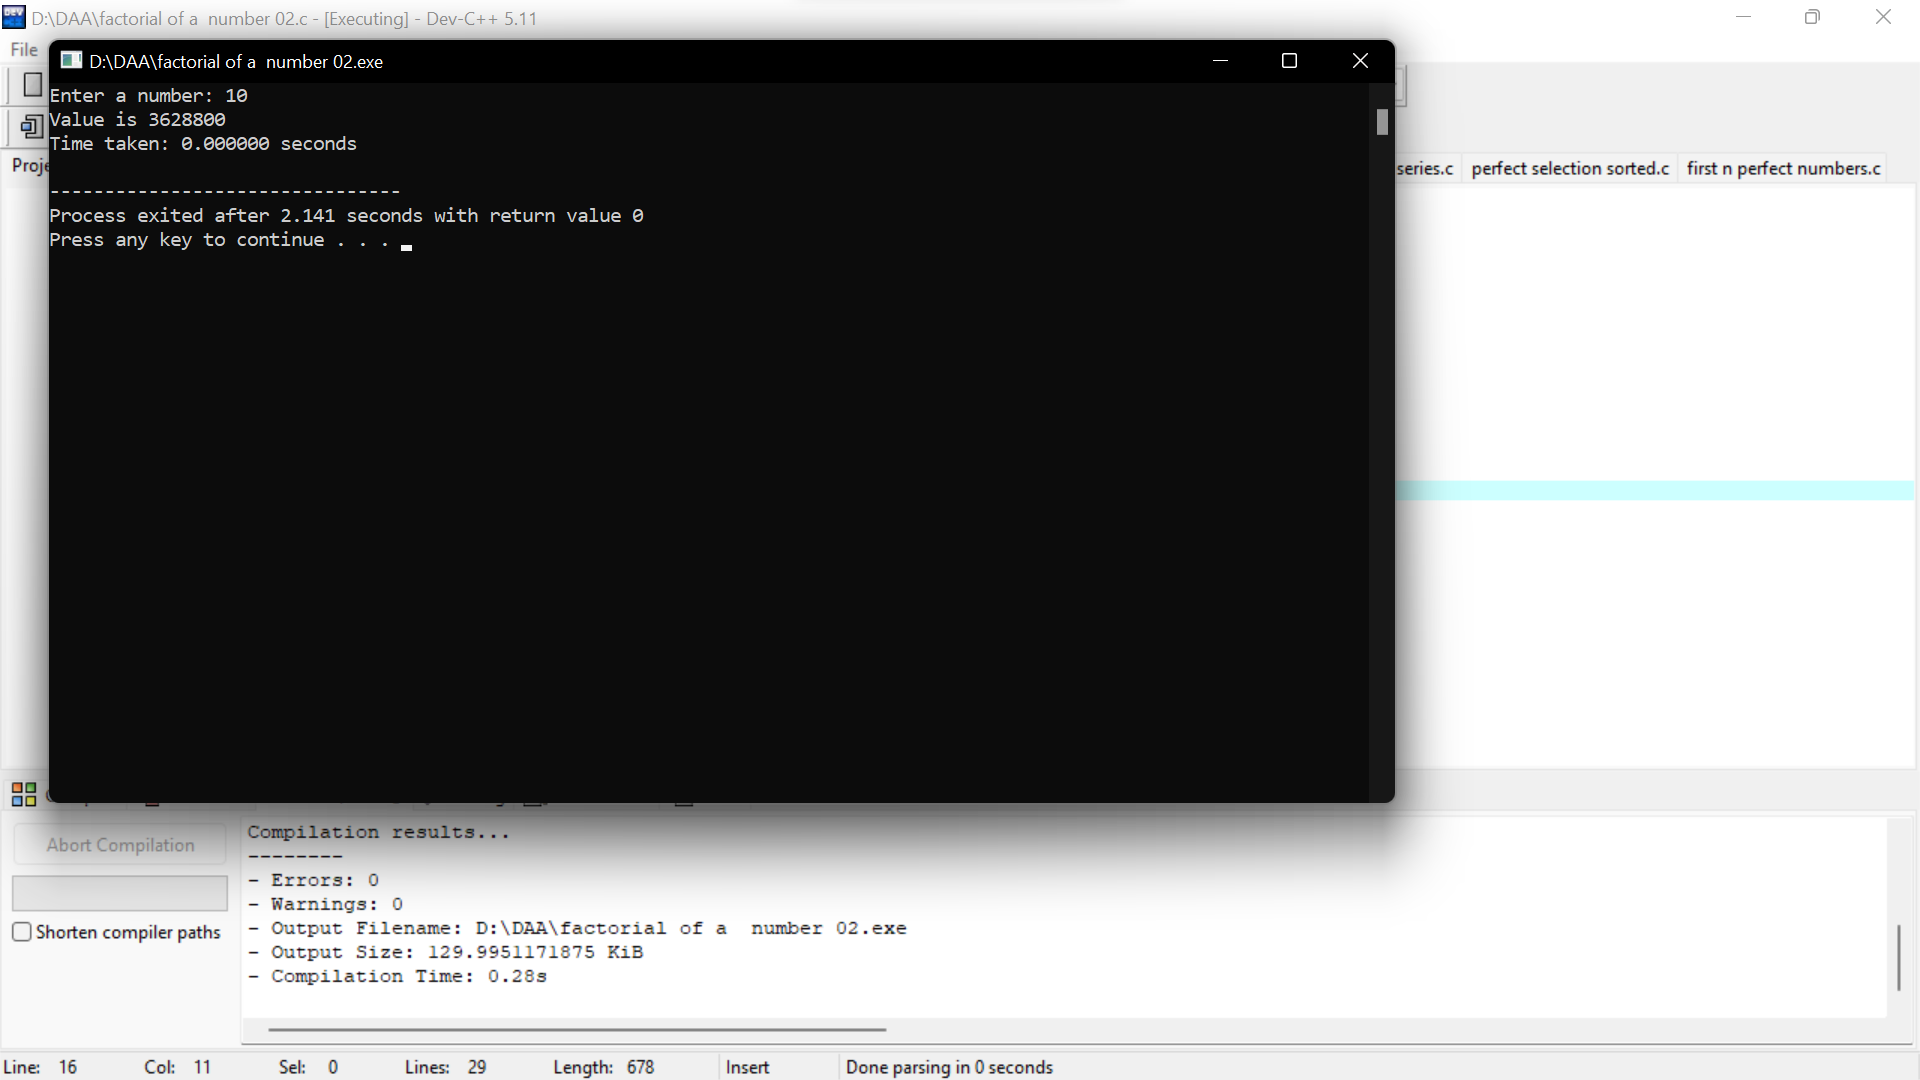 D:\DAA\factorial of a  number 02.c - [Executing] - Dev-C++ 5.11
File
D:\DAA\factorial of a  number 02.exe
Enter a number: 10
Value is 3628800
Time taken: 0.000000 seconds
Proje
series.c
perfect selection sorted.c
first n perfect numbers.c
--------------------------------
Process exited after 2.141 seconds with return value 0
Press any key to continue . . .
Abort Compilation
Shorten compiler paths
Compilation results...
--------
- Errors: 0
- Warnings: 0
- Output Filename: D:\DAA\factorial of a  number 02.exe
- Output Size: 129.9951171875 KiB
- Compilation Time: 0.28s
Line: 16 Col: 11 Sel: 0 Lines: 29 Length: 678 Insert Done parsing in 0 seconds